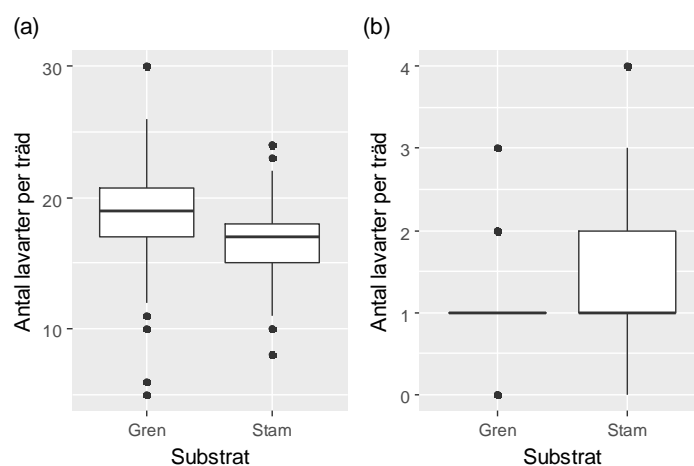 (a)
Antal lavarter per träd
30
20
10
Gren Stam
Substrat
(b)
Antal lavarter per träd
4
3
2
1
0
Gren Stam
Substrat